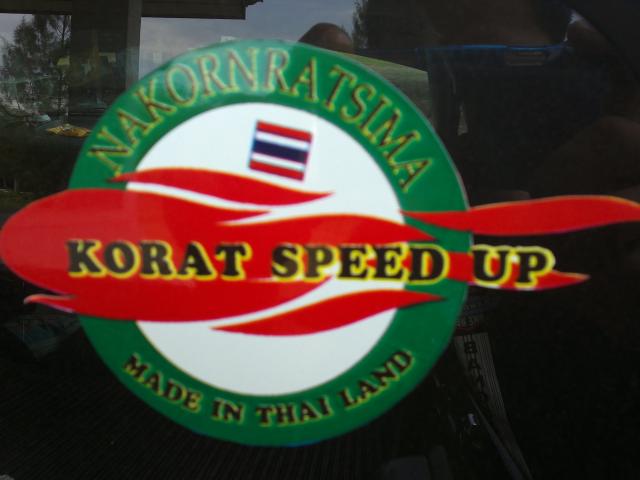 NAKORNRATSIMA
KORAT SPEED UP
MADE IN THAI LAND